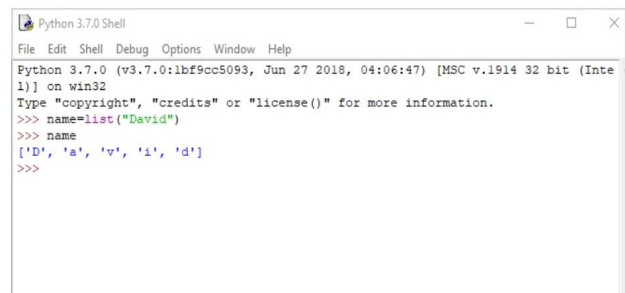 Python 3.7.0 Shell
File Edit Shell Debug Options Window Help
Python 3.7.0 (v3.7.0:1bf9cc5093, Jun 27 2018, 04:06:47) [MSC v.1914 32 bit (Inte
l)] on win32
Type "copyright", "credits" or "license()" for more information.
>>> name=list("David")
>>> name
['D', 'a', 'v', 'i', 'd']
>>>